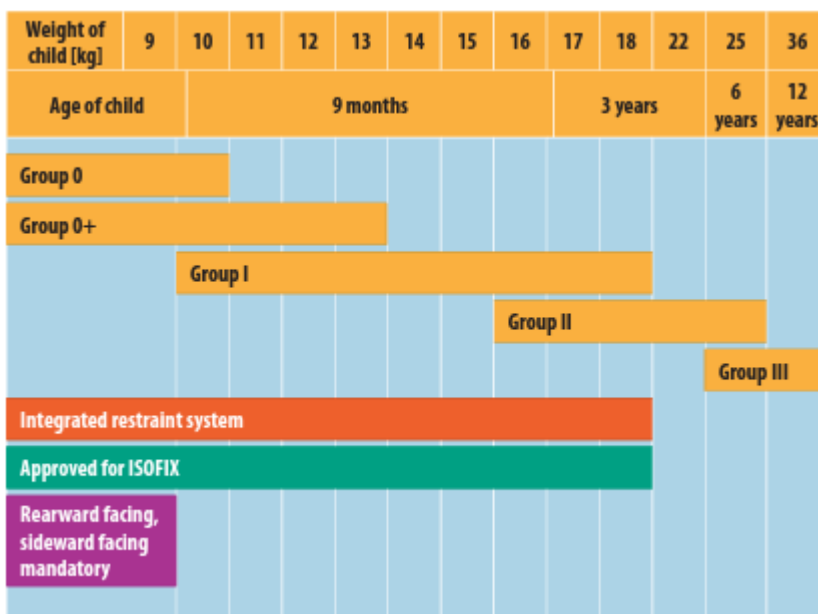 Weight of
child [kg]
9 10 11 12 13 14 15 16 17 18 22 25 36
Age of child
9 months
3 years
6
years
12
years
Group 0
Group 0+
Group I
Group II
Group III
Integrated restraint system
Approved for ISOFIX
Rearward facing,
sideward facing
mandatory